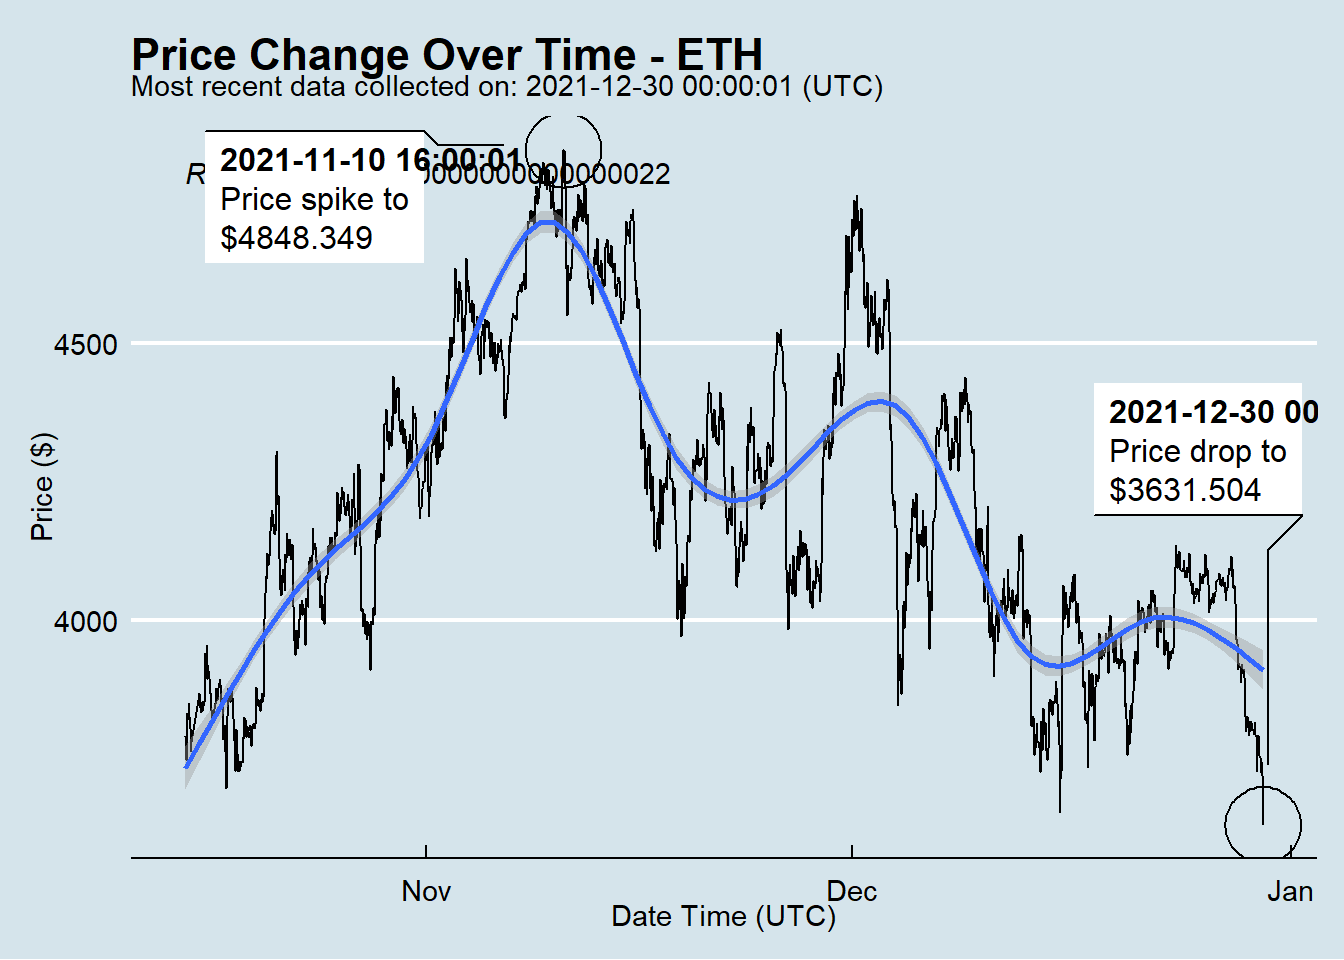 Price Change Over Time - ETH
Most recent data collected on: 2021-12-30 00:00:01 (UTC)
2021-11-10 16:00:01
Price spike to
$4848.349
4500
4000
2021-12-30 00
Price drop to
$3631.504
Price ($)
Nov Dec Jan
Date Time (UTC)